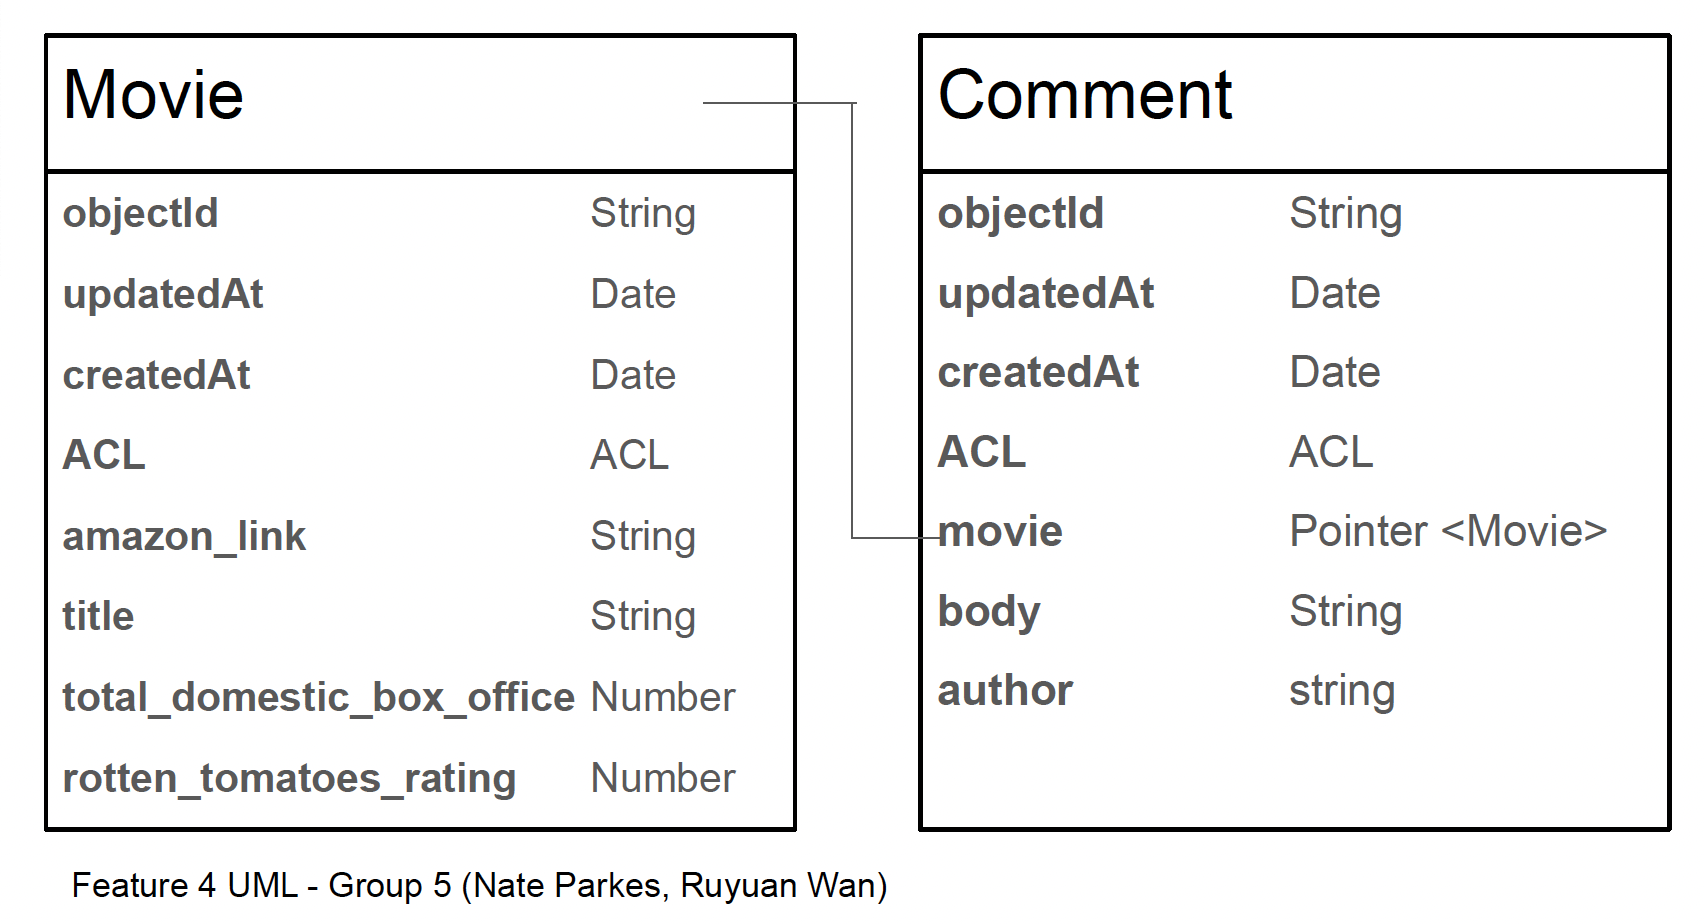 Movie
objectId String
updatedAt Date
createdAt Date
ACL ACL
amazon_link String
title String
total_domestic_box_office Number
rotten_tomatoes_rating Number
Comment
objectId String
updatedAt Date
createdAt Date
ACL ACL
movie Pointer <Movie>
body String
author string
Feature 4 UML - Group 5 (Nate Parkes, Ruyuan Wan)